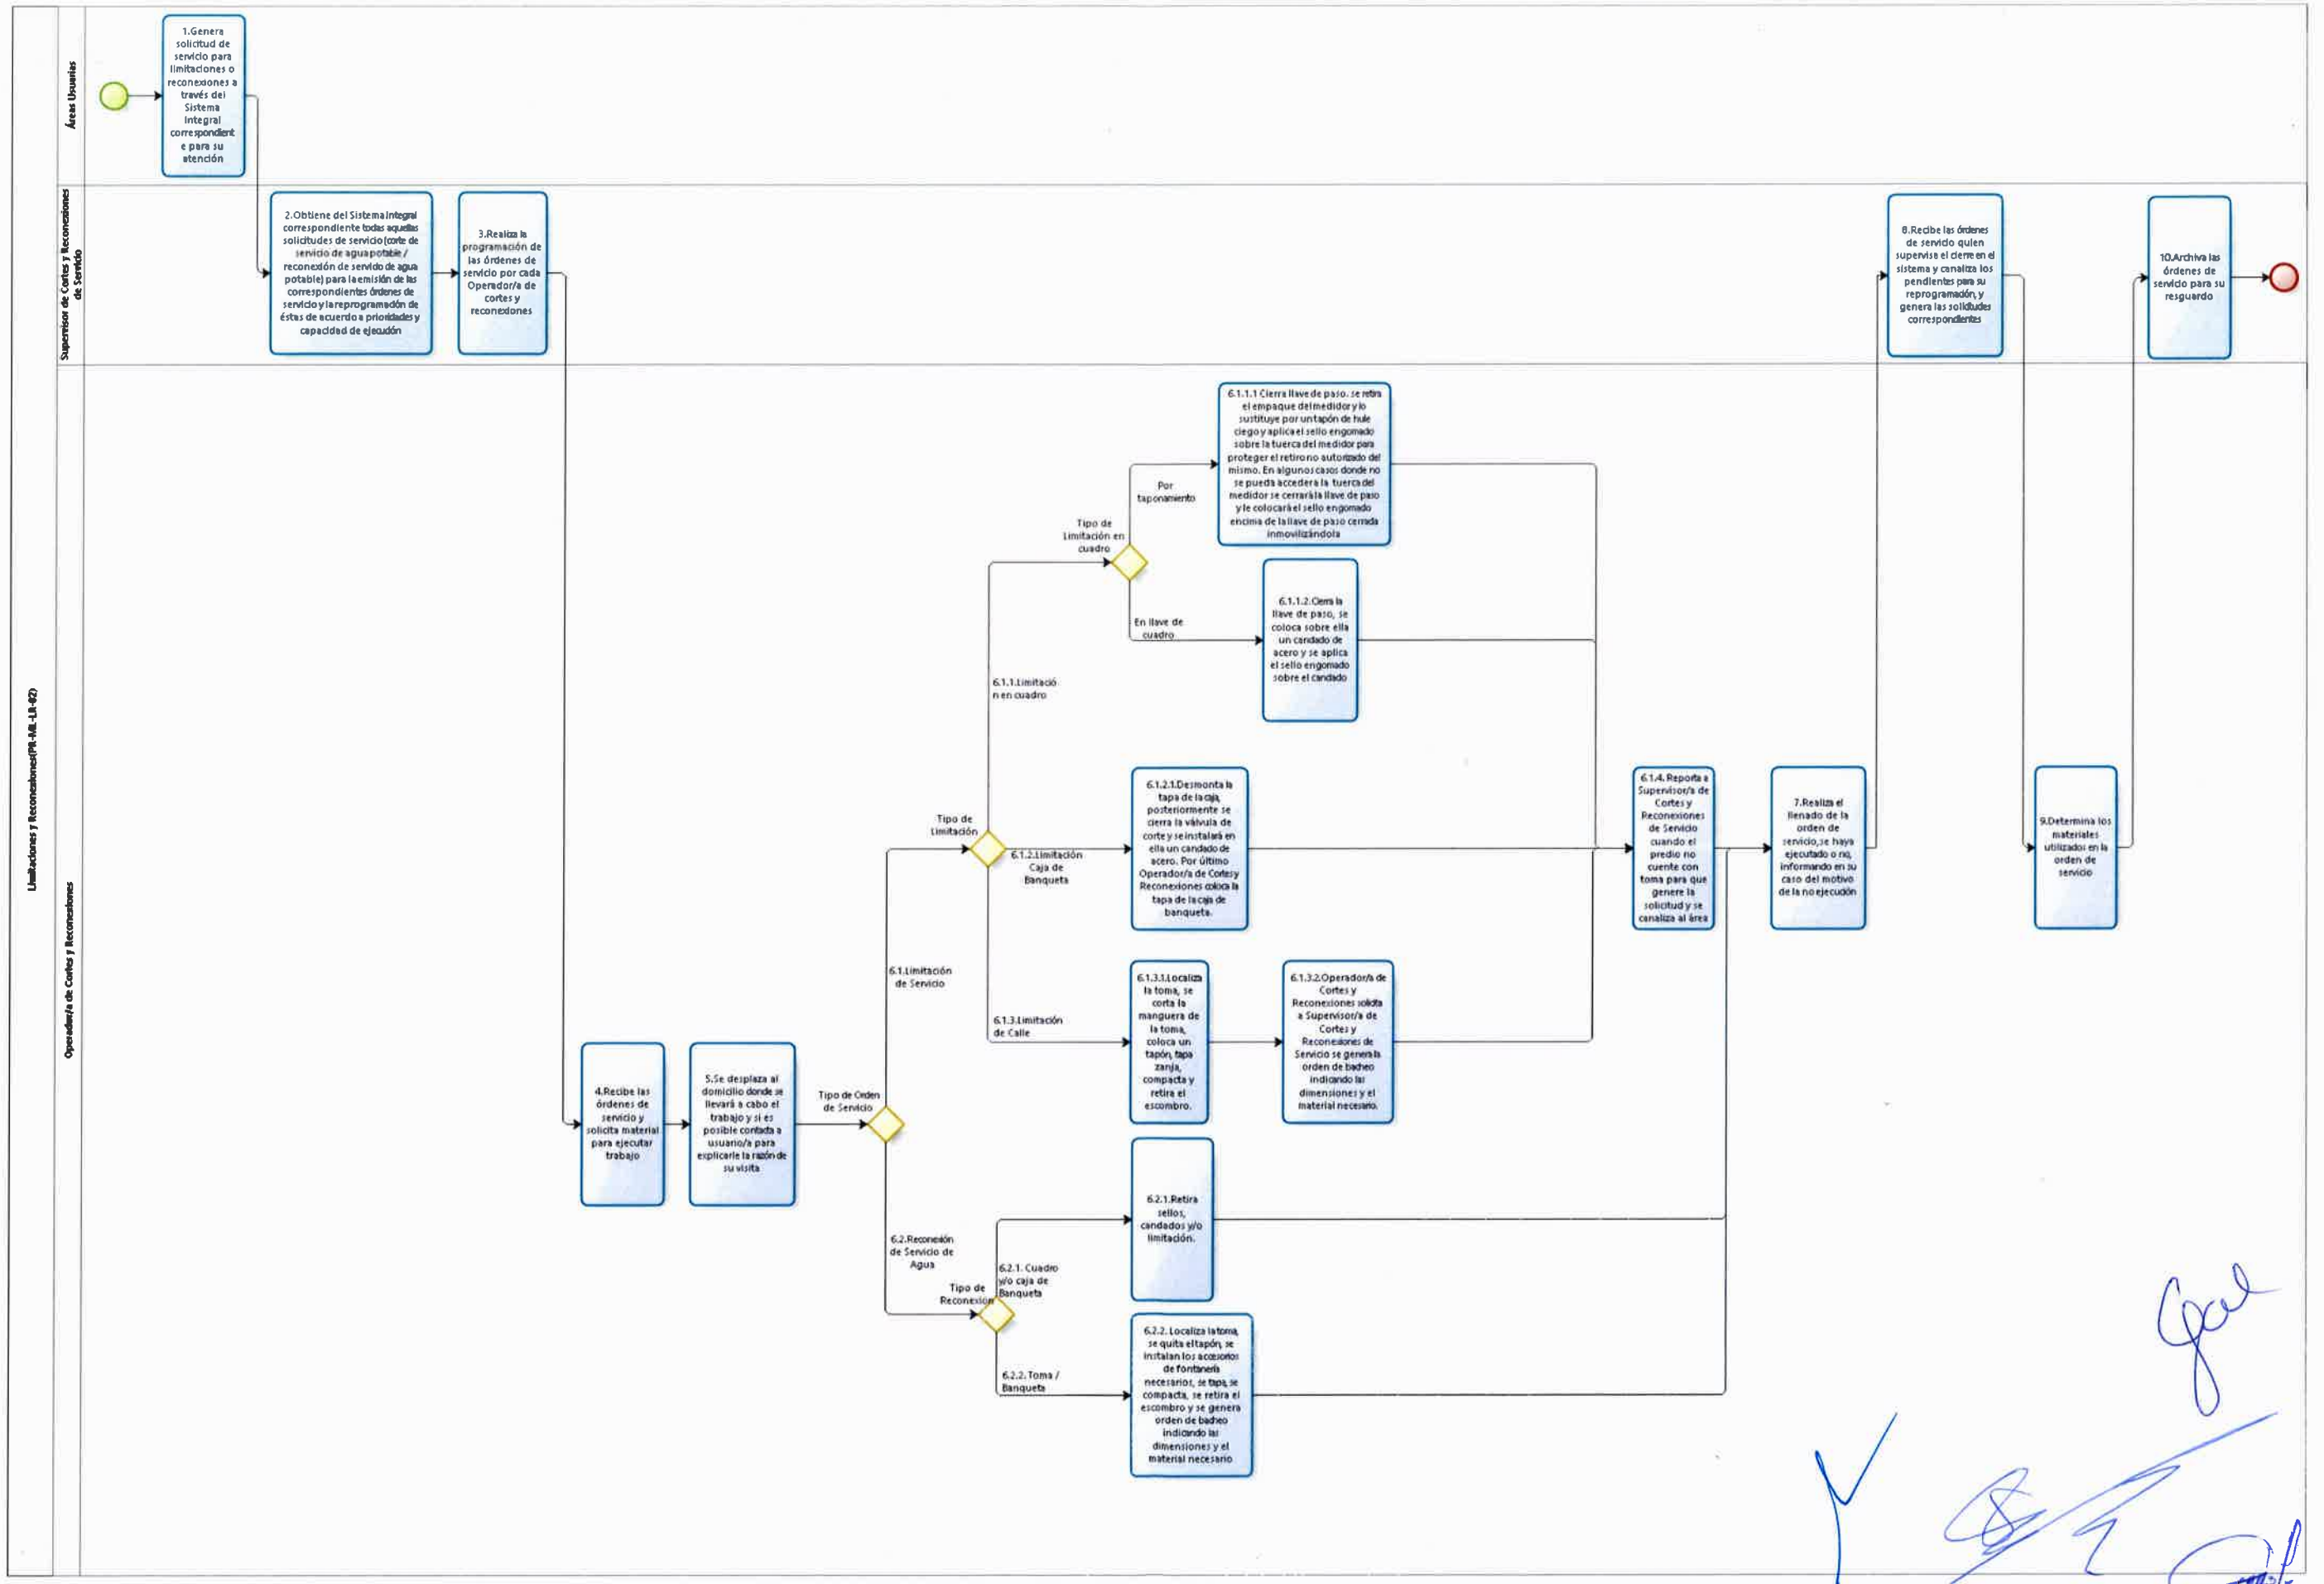 Limitaciones y Reconexiones(PR-ML-LR-02)
Áreas Usuarias
1.Genera
solicitud de
servicio para
limitaciones o
reconexiones a
través del
Sistema
Integral
correspondient
e para su
atención
Supervisor de Cortes y Reconexiones
de Servicio
2.Obtiene del Sistema Integral
correspondiente todas aquellas
solicitudes de servicio (corte de
servicio de agua potable /
reconexión de servicio de agua
potable) para la emisión de las
correspondientes órdenes de
servicio y la reprogramación de
éstas de acuerdo a prioridades y
capacidad de ejecución
3.Realiza la
programación de
las órdenes de
servicio por cada
Operador/a de
cortes y
reconexiones
8.Recibe las órdenes
de servicio quien
supervisa el cierre en el
sistema y canaliza los
pendientes para su
reprogramación, y
genera las solicitudes
correspondientes
10.Archiva las
órdenes de
servicio para su
resguardo
Operador/a de Cortes y Reconexiones
4.Recibe las
órdenes de
servicio y
solicita material
para ejecutar
trabajo
5.Se desplaza al
domicilio donde se
llevará a cabo el
trabajo y si es
posible contacta a
usuario/a para
explicarle la razón de
su visita
Tipo de Orden
de Servicio
6.1.Limitación
de Servicio
Tipo de
Limitación
6.1.1.Limitació
n en cuadro
Tipo de
Limitación en
cuadro
Por
taponamiento
6.1.1.1 Cierra llave de paso. se retira
el empaque del medidor y lo
sustituye por un tapón de hule
ciego y aplica el sello engomado
sobre la tuerca del medidor para
proteger el retiro no autorizado del
mismo. En algunos casos donde no
se pueda acceder a la tuerca del
medidor se cerrará la llave de paso
y le colocará el sello engomado
encima de la llave de paso cerrada
inmovilizándola
En llave de
cuadro
6.1.1.2.Cierra la
llave de paso, se
coloca sobre ella
un candado de
acero y se aplica
el sello engomado
sobre el candado
6.1.2.Limitación
Caja de
Banqueta
6.1.2.1.Desmonta la
tapa de la caja,
posteriormente se
cierra la válvula de
corte y se instalará en
ella un candado de
acero. Por último
Operador/a de Cortes y
Reconexiones coloca la
tapa de la caja de
banqueta.
6.1.3.Limitación
de Calle
6.1.3.1.Localiza
la toma, se
corta la
manguera de
la toma,
coloca un
tapón, tapa
zanja,
compacta y
retira el
escombro.
6.1.3.2.Operador/a de
Cortes y
Reconexiones solicita
a Supervisor/a de
Cortes y
Reconexiones de
Servicio se genera la
orden de bacheo
indicando las
dimensiones y el
material necesario.
6.1.4. Reporta a
Supervisor/a de
Cortes y
Reconexiones
de Servicio
cuando el
predio no
cuente con
toma para que
genere la
solicitud y se
canaliza al área
7.Realiza el
llenado de la
orden de
servicio,se haya
ejecutado o no,
informando en su
caso del motivo
de la no ejecución
9.Determina los
materiales
utilizados en la
orden de
servicio
6.2.Reconexión
de Servicio de
Agua
Tipo de
Reconexión
6.2.1. Cuadro
y/o caja de
Banqueta
6.2.1.Retira
sellos,
candados y/o
limitación.
6.2.2. Toma /
Banqueta
6.2.2. Localiza la toma,
se quita el tapón, se
instalan los accesorios
de fontanería
necesarios, se tapa, se
compacta, se retira el
escombro y se genera
orden de bacheo
indicando las
dimensiones y el
material necesario